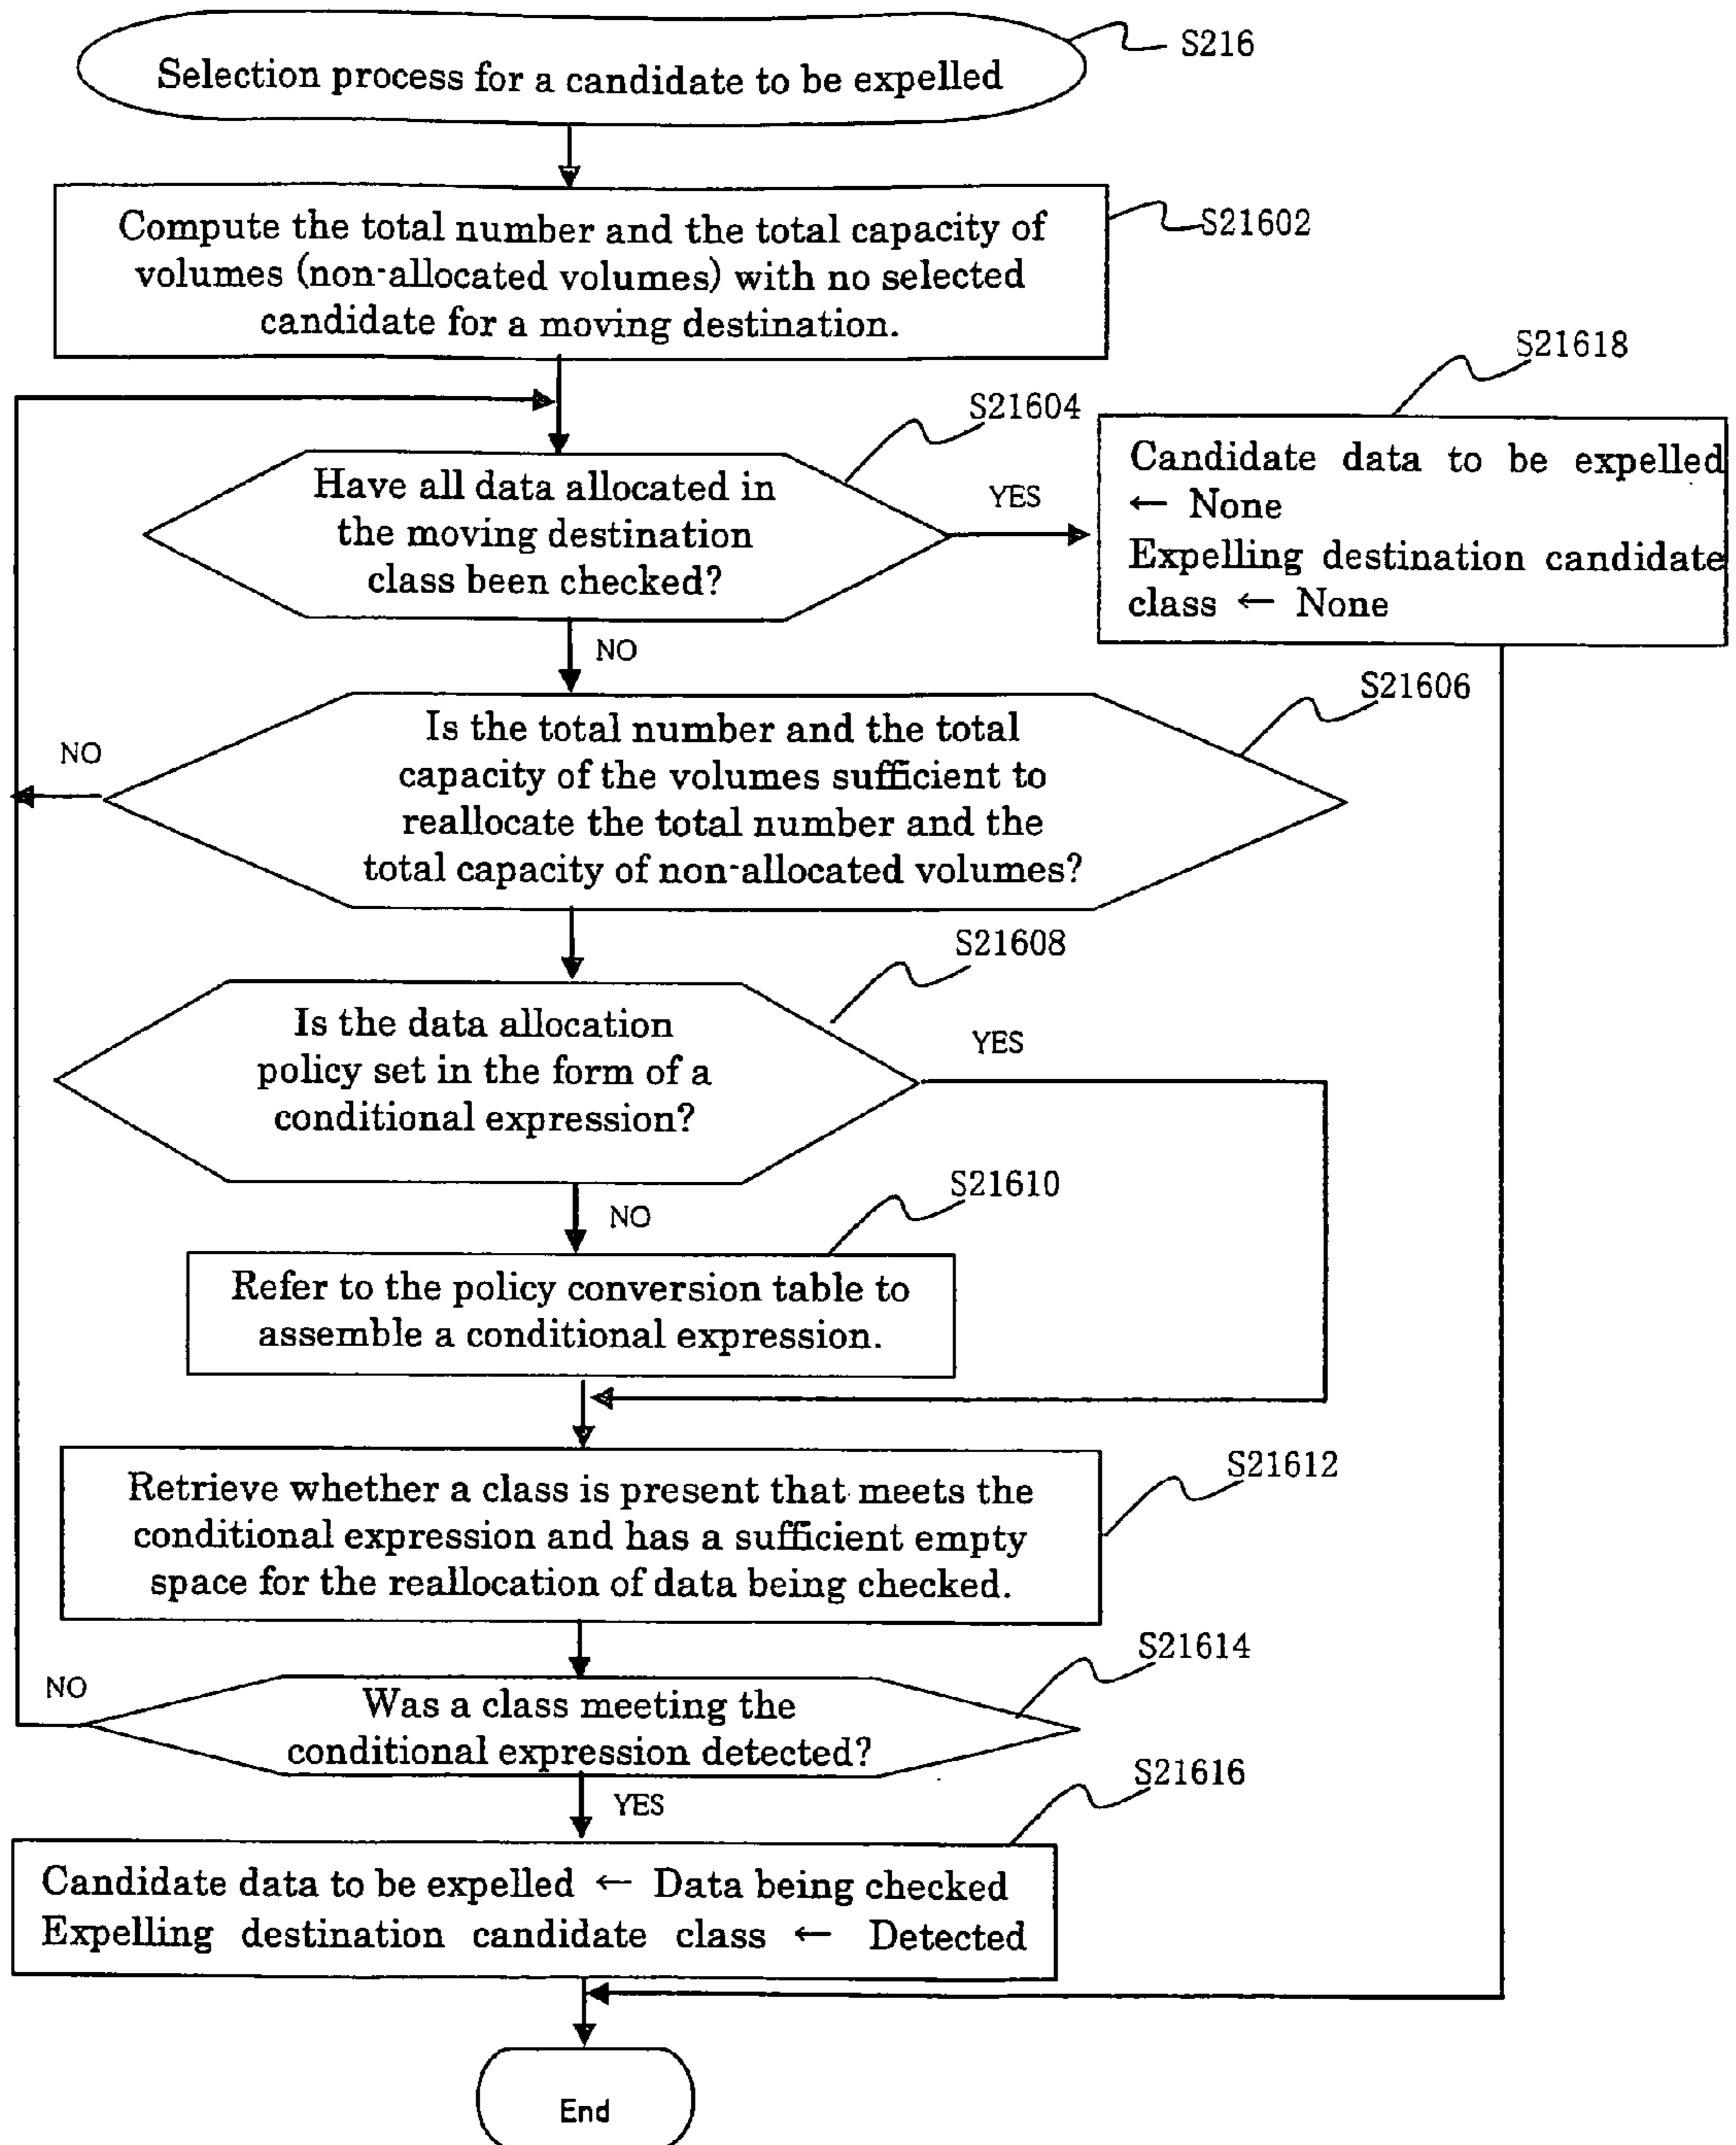 S216
Selection process for a candidate to be expelled
S21602
Compute the total number and the total capacity of
volumes (non-allocated volumes) with no selected
candidate for a moving destination.
S21618
S21604
Candidate data to be expelled
← None
Expelling destination candidate
class ← None
Have all data allocated in
the moving destination
class been checked?
YES
NO
S21606
Is the total number and the total
capacity of the volumes sufficient to
reallocate the total number and the
total capacity of non-allocated volumes?
NO
S21608
Is the data allocation
policy set in the form of a
conditional expression?
YES
NO
S21610
Refer to the policy conversion table to
assemble a conditional expression.
S21612
Retrieve whether a class is present that meets the
conditional expression and has a sufficient empty
space for the reallocation of data being checked.
S21614
NO
Was a class meeting the
conditional expression detected?
S21616
YES
Candidate data to be expelled ← Data being checked
Expelling destination candidate class ← Detected
End